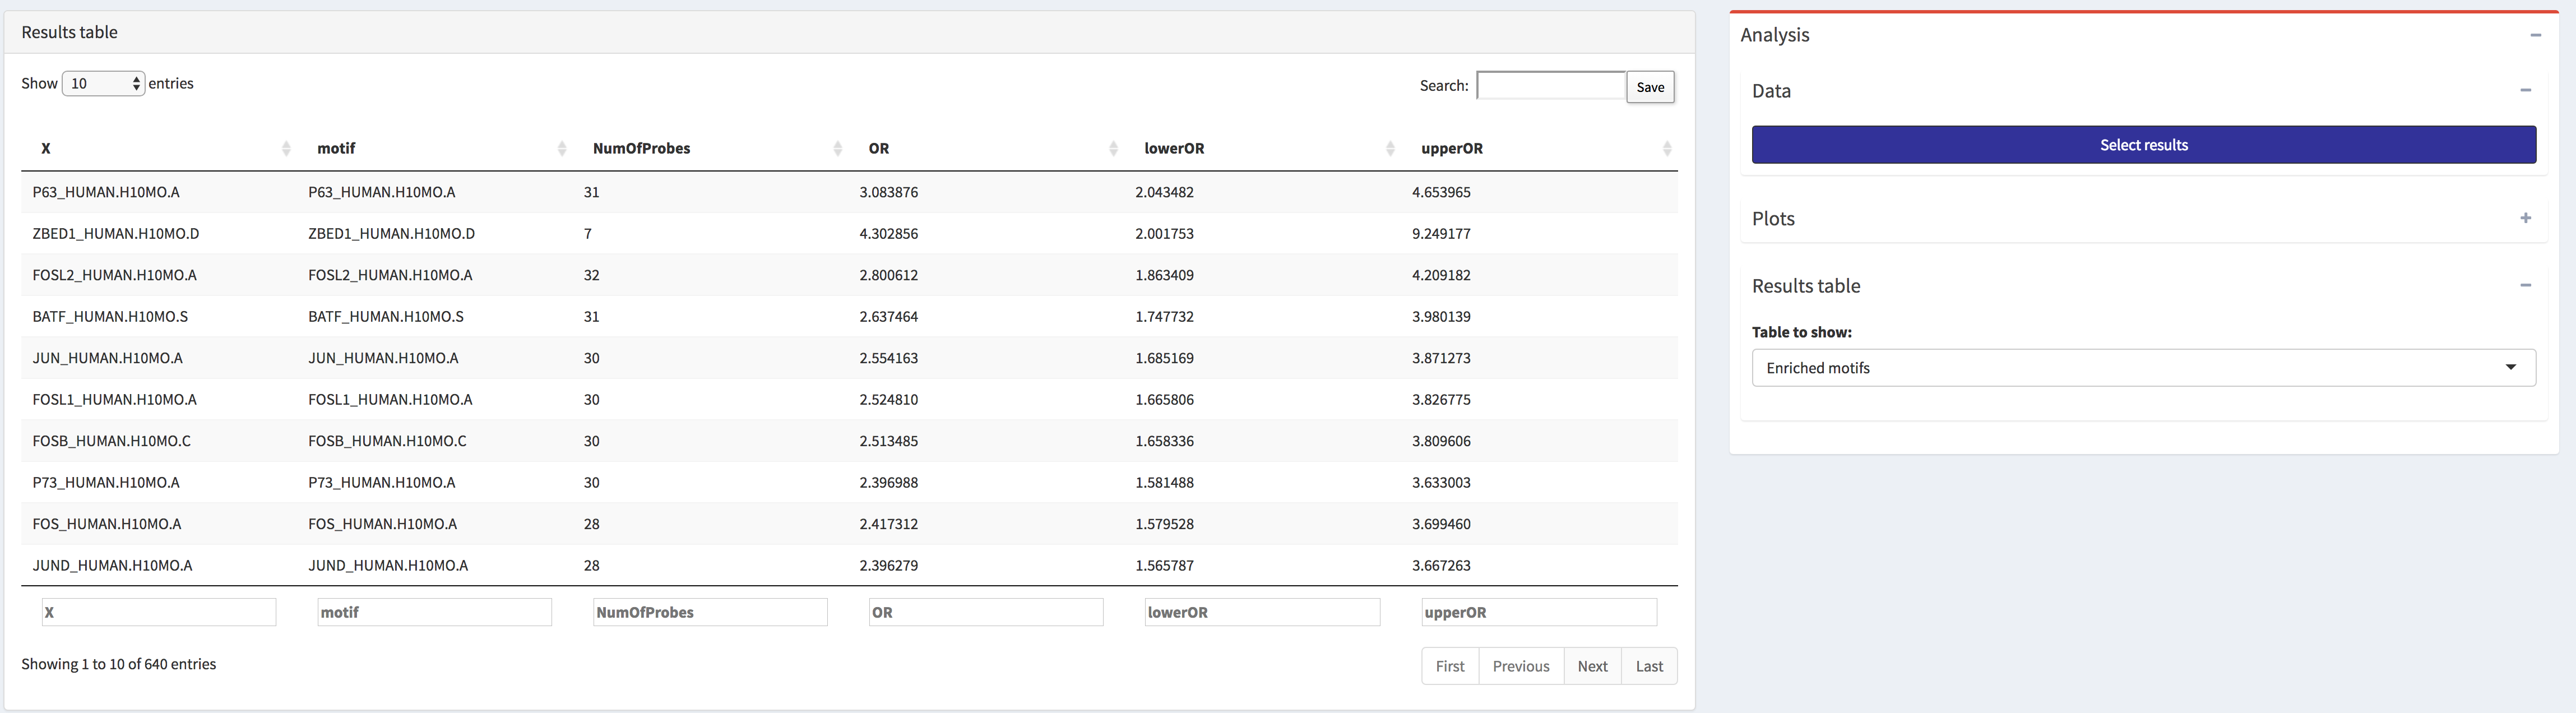 Results table
Show 10 entries
Search: Save
X motif NumOfProbes OR lowerOR upperOR
P63_HUMAN.H10MO.A P63_HUMAN.H10MO.A 31 3.083876 2.043482 4.653965
ZBED1_HUMAN.H10MO.D ZBED1_HUMAN.H10MO.D 7 4.302856 2.001753 9.249177
FOSL2_HUMAN.H10MO.A FOSL2_HUMAN.H10MO.A 32 2.800612 1.863409 4.209182
BATF_HUMAN.H10MO.S BATF_HUMAN.H10MO.S 31 2.637464 1.747732 3.980139
JUN_HUMAN.H10MO.A JUN_HUMAN.H10MO.A 30 2.554163 1.685169 3.871273
FOSL1_HUMAN.H10MO.A FOSL1_HUMAN.H10MO.A 30 2.524810 1.665806 3.826775
FOSB_HUMAN.H10MO.C FOSB_HUMAN.H10MO.C 30 2.513485 1.658336 3.809606
P73_HUMAN.H10MO.A P73_HUMAN.H10MO.A 30 2.396988 1.581488 3.633003
FOS_HUMAN.H10MO.A FOS_HUMAN.H10MO.A 28 2.417312 1.579528 3.699460
JUND_HUMAN.H10MO.A JUND_HUMAN.H10MO.A 28 2.396279 1.565787 3.667263
X motif NumOfProbes OR lowerOR upperOR
Showing 1 to 10 of 640 entries
First Previous Next Last
Analysis
Data
Select results
Plots
Results table
Table to show:
Enriched motifs